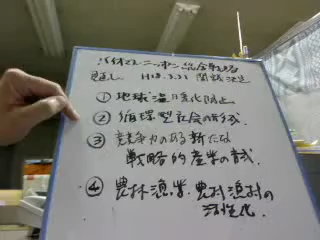 バイオマス・ニッポン総合戦略
見直し H18.3.31 閣議決定
① 地球温暖化防止
② 循環型社会の形成
③ 競争力のある新たな
戦略的産業の育成.
④ 農林漁業、農村漁村の
活性化.